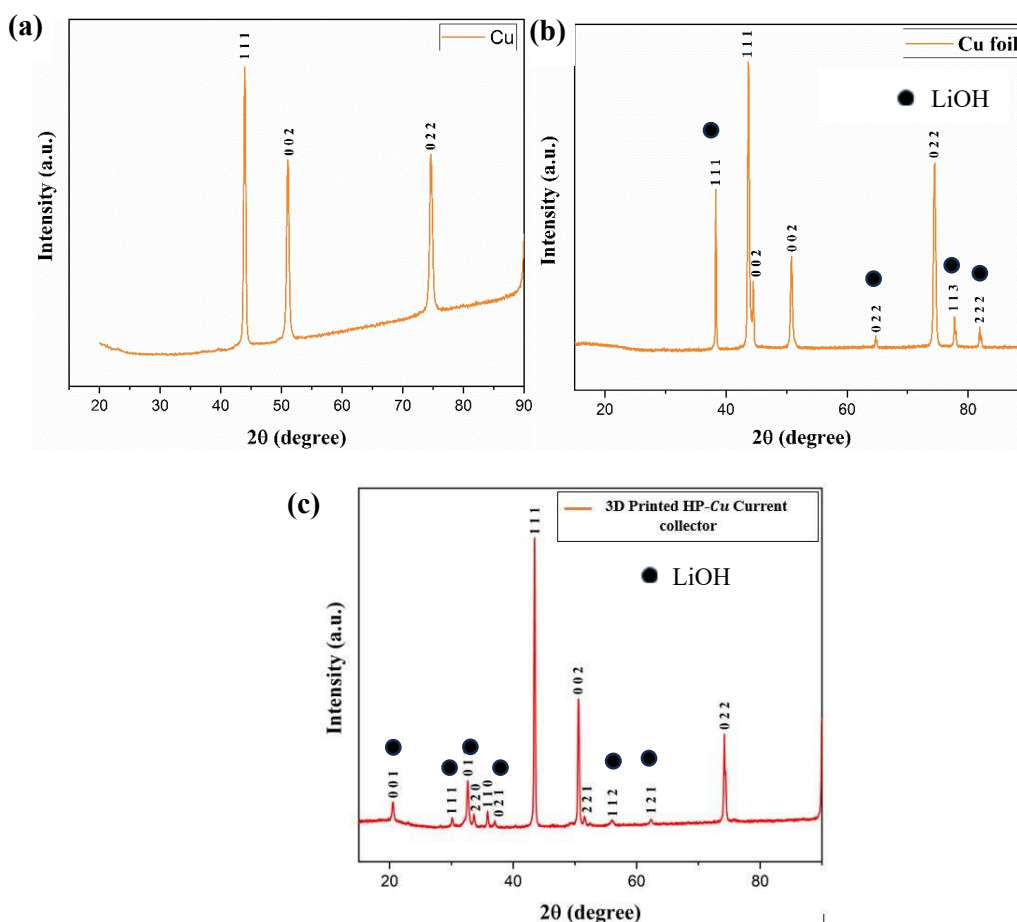 (a)
Cu
1 1 1
0 0 2
0 2 2
Intensity (a.u.)
20 30 40 50 60 70 80 90
2θ (degree)
(b)
Cu foil
LiOH
1 1 1
1 1 1
0 0 2
0 0 2
0 2 2
0 2 2
1 1 3
2 2 2
Intensity (a.u.)
20 40 60 80
2θ (degree)
(c)
3D Printed HP-Cu Current
collector
LiOH
0 0 1
1 1 1
0 1
2 2 0
1 1 0
0 2 1
1 1 1
0 0 2
2 2 1
1 1 2
1 2 1
0 2 2
Intensity (a.u.)
20 40 60 80
2θ (degree)